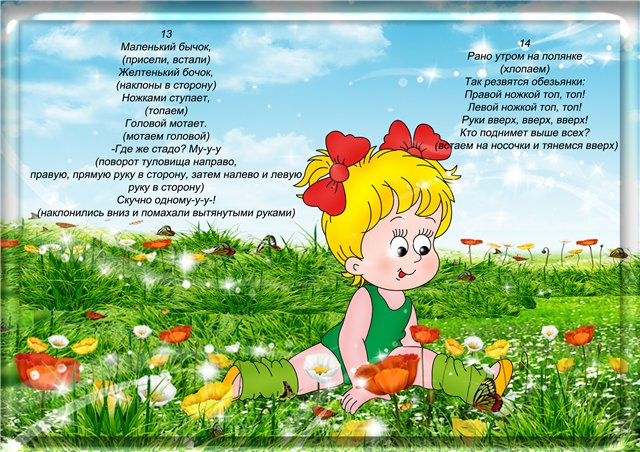 13
Маленький бычок,
(присели, встали)
Желтенький бочок,
(наклоны в сторону)
Ножками ступает,
(топаем)
Головой мотает.
(мотаем головой)
-Где же стадо? Му-у-у
(поворот туловища направо,
правую, прямую руку в сторону, затем налево и левую
руку в сторону)
Скучно одному-у-у-!
(наклонились вниз и помахали вытянутыми руками)
14
Рано утром на полянке
(хлопаем)
Так резвятся обезьянки:
Правой ножкой топ, топ!
Левой ножкой топ, топ!
Руки вверх, вверх, вверх!
Кто поднимет выше всех?
(встаем на носочки и тянемся вверх)